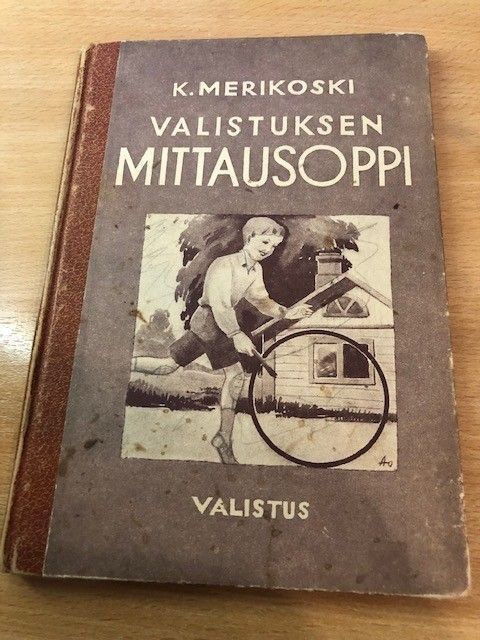 K. MERIKOSKI
VALISTUKSEN
MITTAUSOPPI
VALISTUS